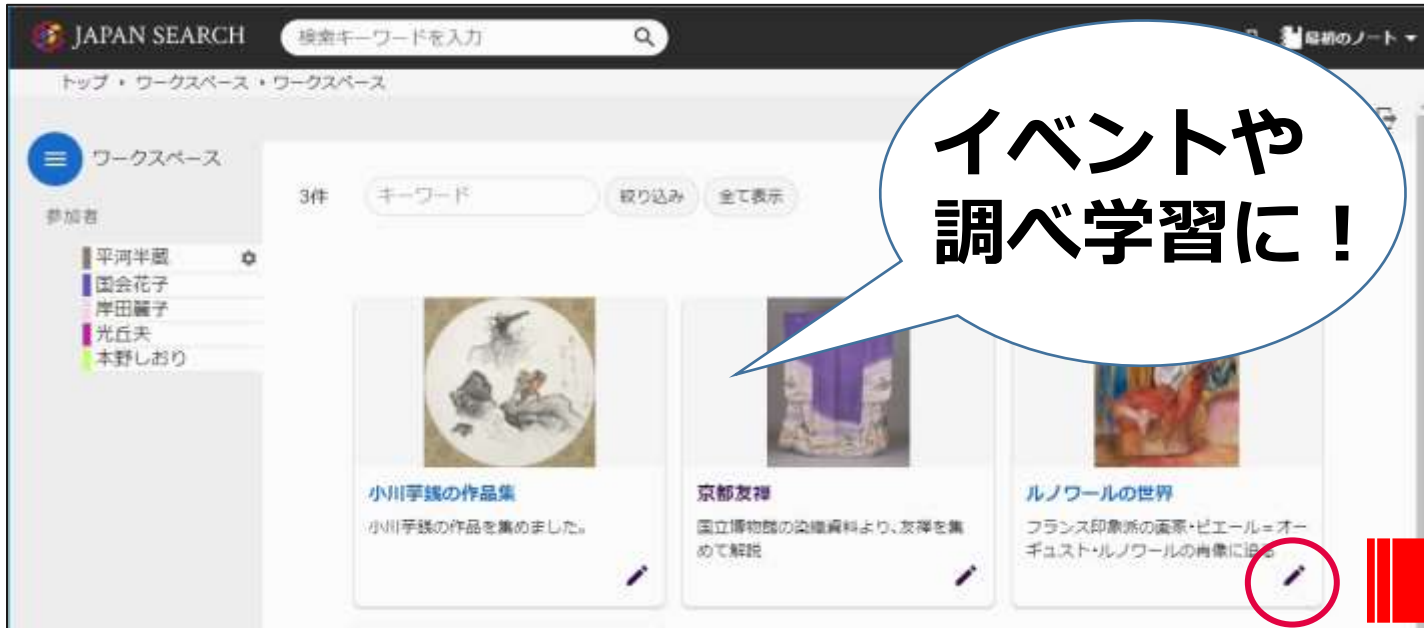 JAPAN SEARCH
検索キーワードを入力
最初のノート
トップ・ワークスペース・ワークスペース
ワークスペース
参加者
平河半蔵
国会花子
岸田麗子
光丘夫
本野しおり
3件
キーワード
絞り込み
全て表示
イベントや
調べ学習に！
小川芋銭の作品集
小川芋銭の作品を集めました。
京都友禅
国立博物館の染織資料より、友禅を集
めて解説
ルノワールの世界
フランス印象派の画家・ピエール＝オー
ギュスト・ルノワールの肖像に迫る